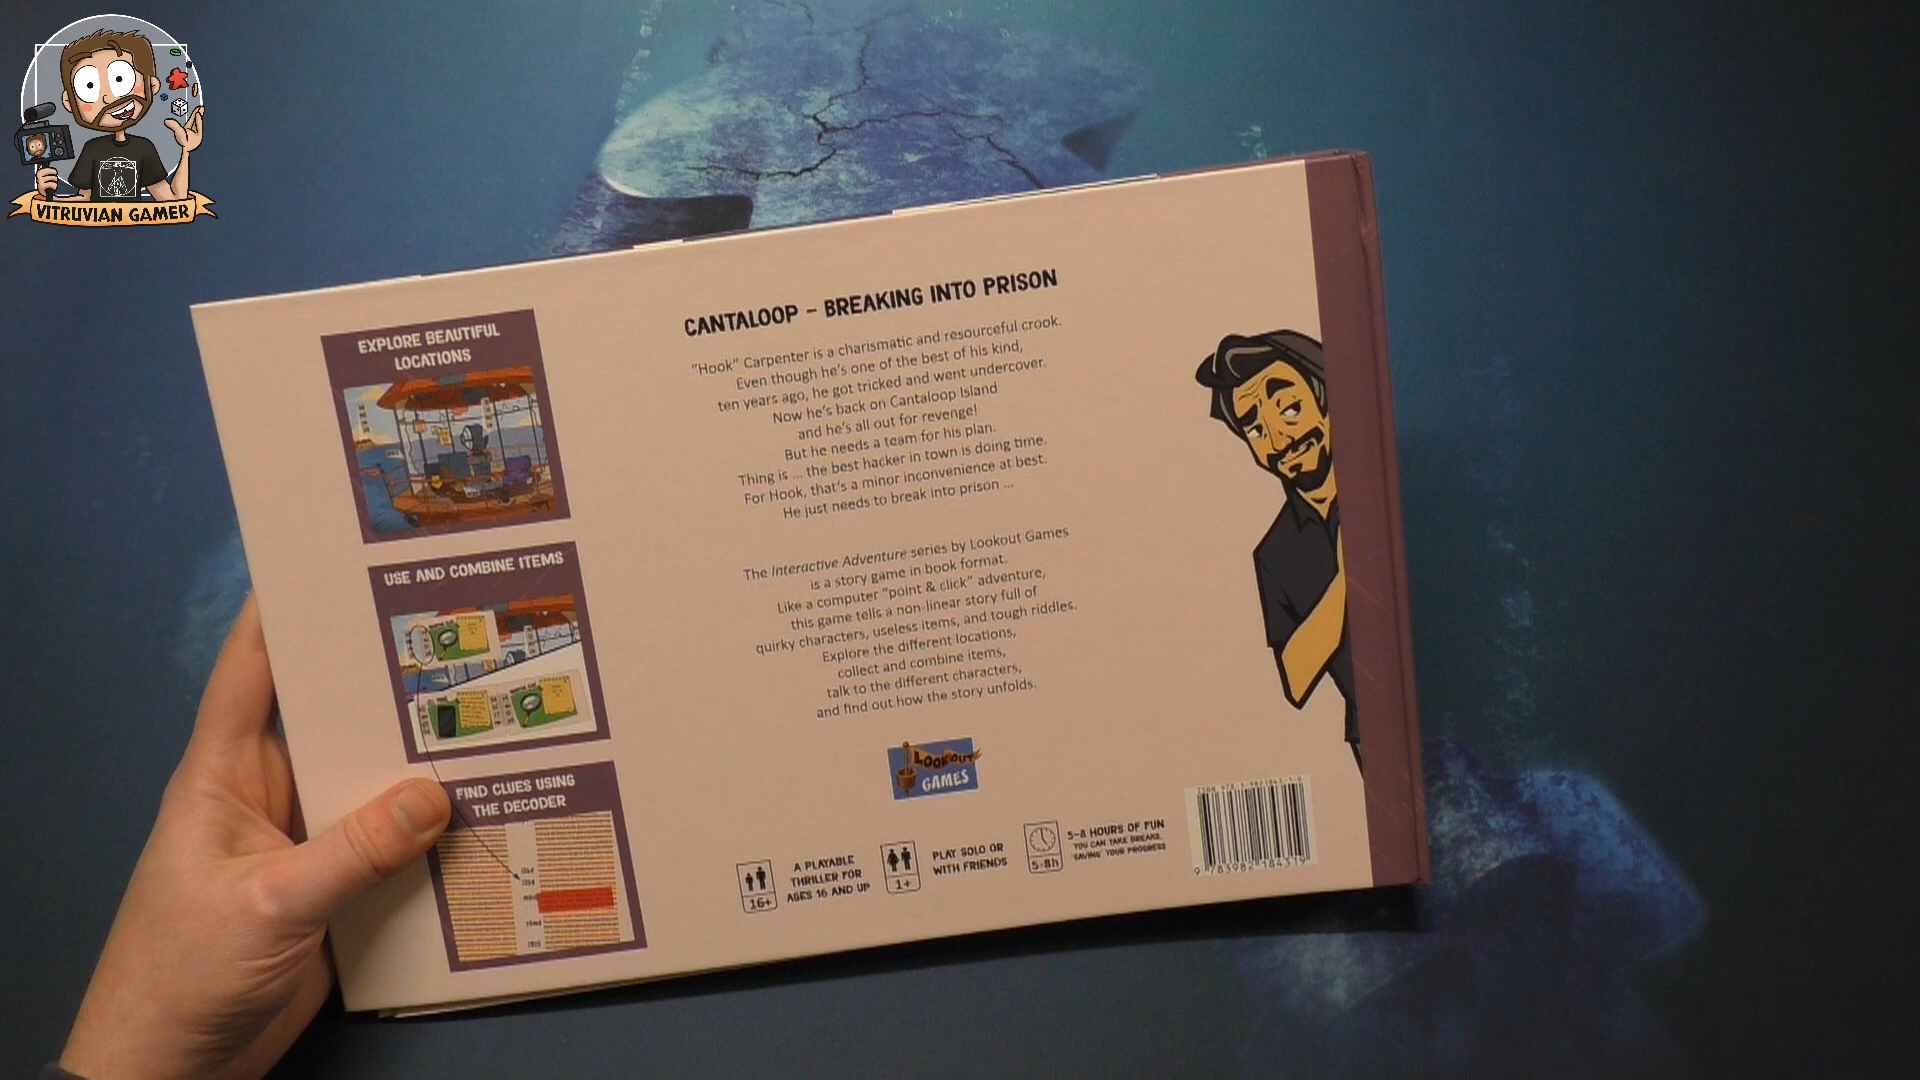 VITRUVIAN GAMER
EXPLORE BEAUTIFUL
LOCATIONS
USE AND COMBINE ITEMS
FIND CLUES USING
THE DECODER
CANTALOOP – BREAKING INTO PRISON
"Hook" Carpenter is a charismatic and resourceful crook.
Even though he's one of the best of his kind,
ten years ago, he got tricked and went undercover.
Now he's back on Cantaloop Island
and he's all out for revenge!
But he needs a team for his plan.
Thing is ... the best hacker in town is doing time.
For Hook, that's a minor inconvenience at best.
He just needs to break into prison ...
The Interactive Adventure series by Lookout Games
is a story game in book format.
Like a computer "point & click" adventure,
this game tells a non-linear story full of
quirky characters, useless items, and tough riddles.
Explore the different locations,
collect and combine items,
talk to the different characters,
and find out how the story unfolds.
LOOKOUT
GAMES
16+
A PLAYABLE
THRILLER FOR
AGES 16 AND UP
1+
PLAY SOLO OR
WITH FRIENDS
5-8h
5-8 HOURS OF FUN
YOU CAN TAKE BREAKS,
"SAVING" YOUR PROGRESS
9 783982 184319